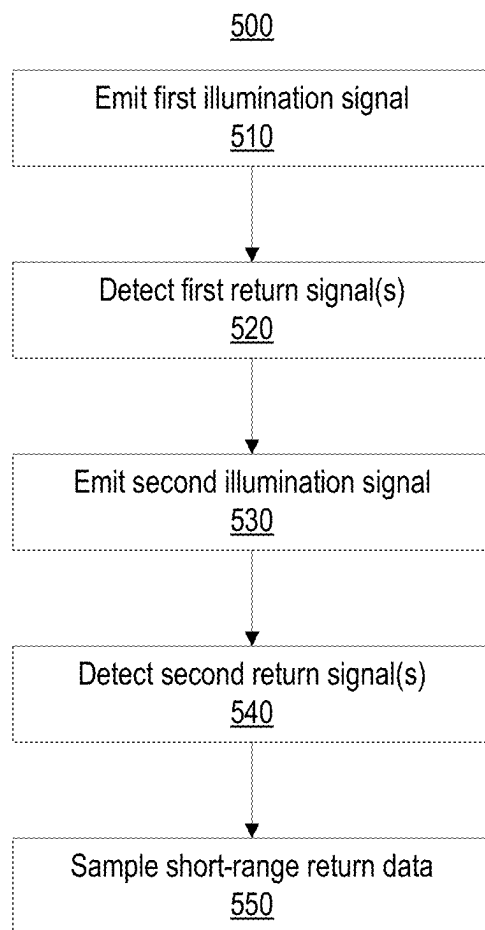 500
Emit first illumination signal
510
Detect first return signal(s)
520
Emit second illumination signal
530
Detect second return signal(s)
540
Sample short-range return data
550